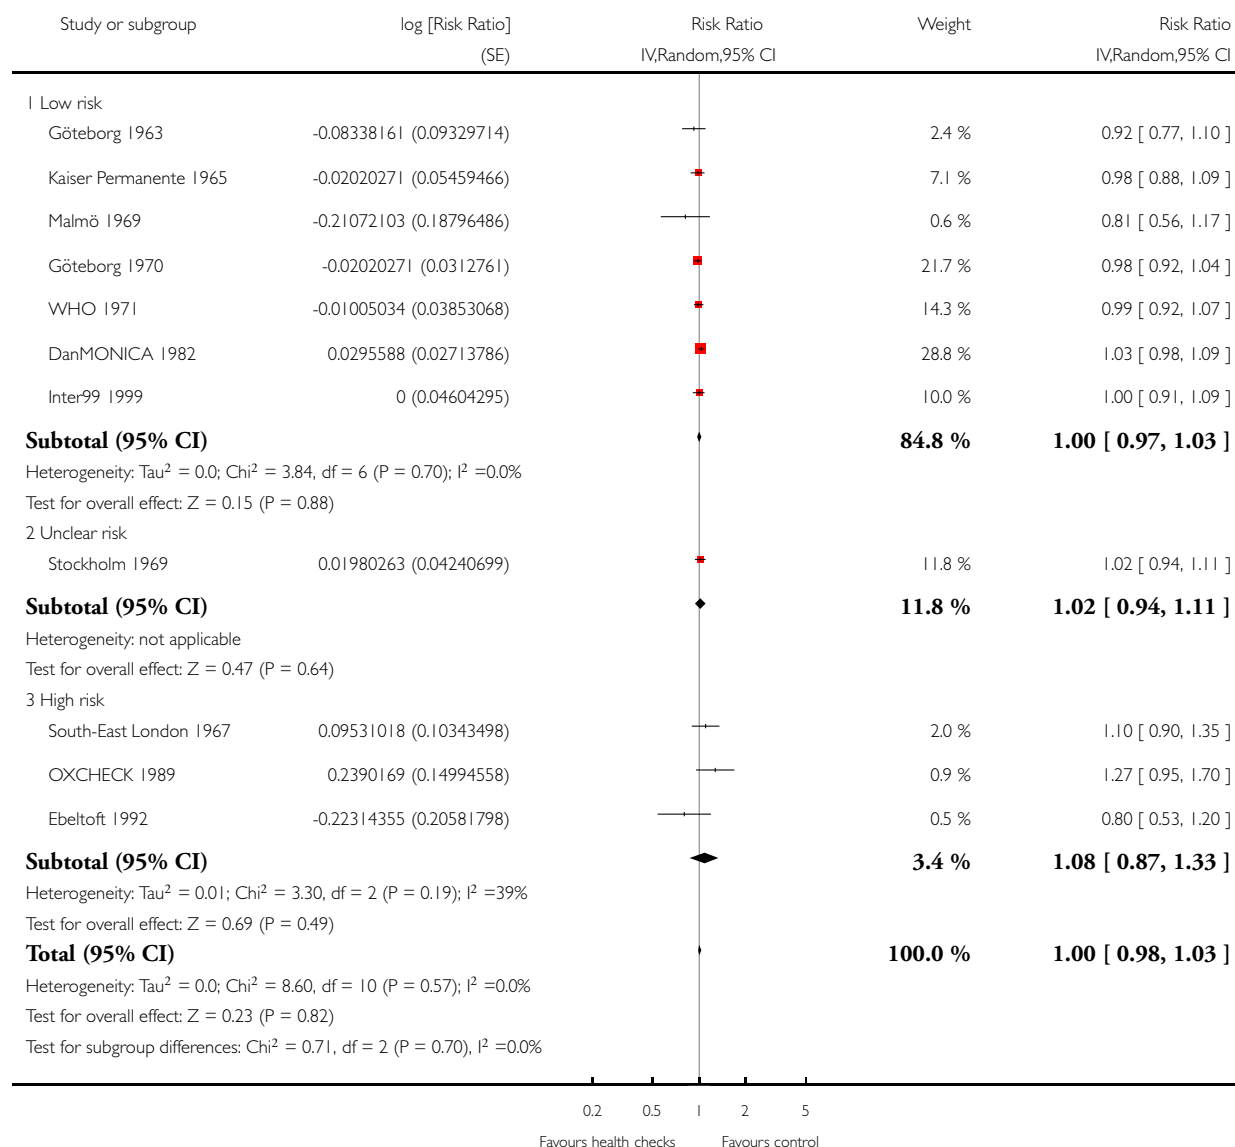 Study or subgroup log [Risk Ratio] Risk Ratio Weight Risk Ratio
(SE) IV,Random,95% CI IV,Random,95% CI
1 Low risk
Göteborg 1963 -0.08338161 (0.09329714) 2.4 % 0.92 [ 0.77, 1.10 ]
Kaiser Permanente 1965 -0.02020271 (0.05459466) 7.1 % 0.98 [ 0.88, 1.09 ]
Malmö 1969 -0.21072103 (0.18796486) 0.6 % 0.81 [ 0.56, 1.17 ]
Göteborg 1970 -0.02020271 (0.0312761) 21.7 % 0.98 [ 0.92, 1.04 ]
WHO 1971 -0.01005034 (0.03853068) 14.3 % 0.99 [ 0.92, 1.07 ]
DanMONICA 1982 0.0295588 (0.02713786) 28.8 % 1.03 [ 0.98, 1.09 ]
Inter99 1999 0 (0.04604295) 10.0 % 1.00 [ 0.91, 1.09 ]
Subtotal (95% CI) 84.8 % 1.00 [ 0.97, 1.03 ]
Heterogeneity: Tau² = 0.0; Chi² = 3.84, df = 6 (P = 0.70); I² =0.0%
Test for overall effect: Z = 0.15 (P = 0.88)
2 Unclear risk
Stockholm 1969 0.01980263 (0.04240699) 11.8 % 1.02 [ 0.94, 1.11 ]
Subtotal (95% CI) 11.8 % 1.02 [ 0.94, 1.11 ]
Heterogeneity: not applicable
Test for overall effect: Z = 0.47 (P = 0.64)
3 High risk
South-East London 1967 0.09531018 (0.10343498) 2.0 % 1.10 [ 0.90, 1.35 ]
OXCHECK 1989 0.2390169 (0.14994558) 0.9 % 1.27 [ 0.95, 1.70 ]
Ebeltoft 1992 -0.22314355 (0.20581798) 0.5 % 0.80 [ 0.53, 1.20 ]
Subtotal (95% CI) 3.4 % 1.08 [ 0.87, 1.33 ]
Heterogeneity: Tau² = 0.01; Chi² = 3.30, df = 2 (P = 0.19); I² =39%
Test for overall effect: Z = 0.69 (P = 0.49)
Total (95% CI) 100.0 % 1.00 [ 0.98, 1.03 ]
Heterogeneity: Tau² = 0.0; Chi² = 8.60, df = 10 (P = 0.57); I² =0.0%
Test for overall effect: Z = 0.23 (P = 0.82)
Test for subgroup differences: Chi² = 0.71, df = 2 (P = 0.70), I² =0.0%
0.2 0.5 1 2 5
Favours health checks Favours control